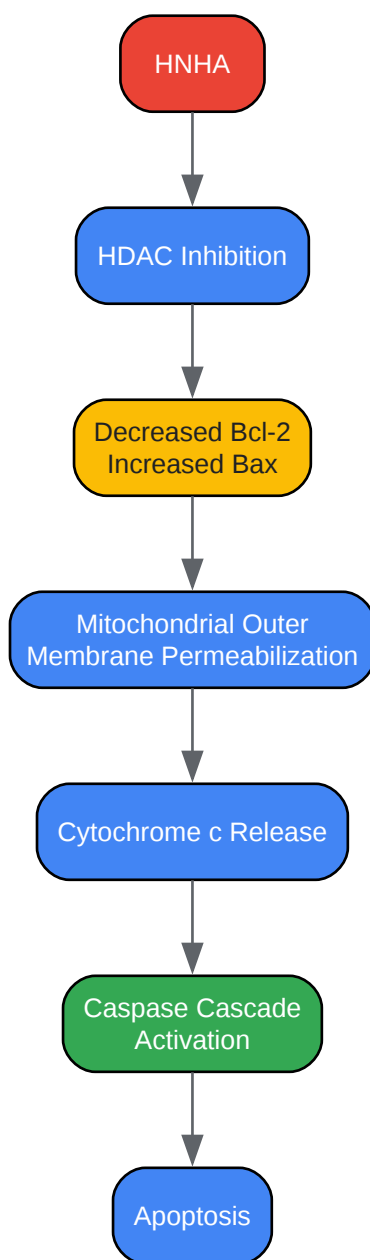 HNHA
HDAC Inhibition
Decreased Bcl-2
Increased Bax
Mitochondrial Outer
Membrane Permeabilization
Cytochrome c Release
Caspase Cascade
Activation
Apoptosis